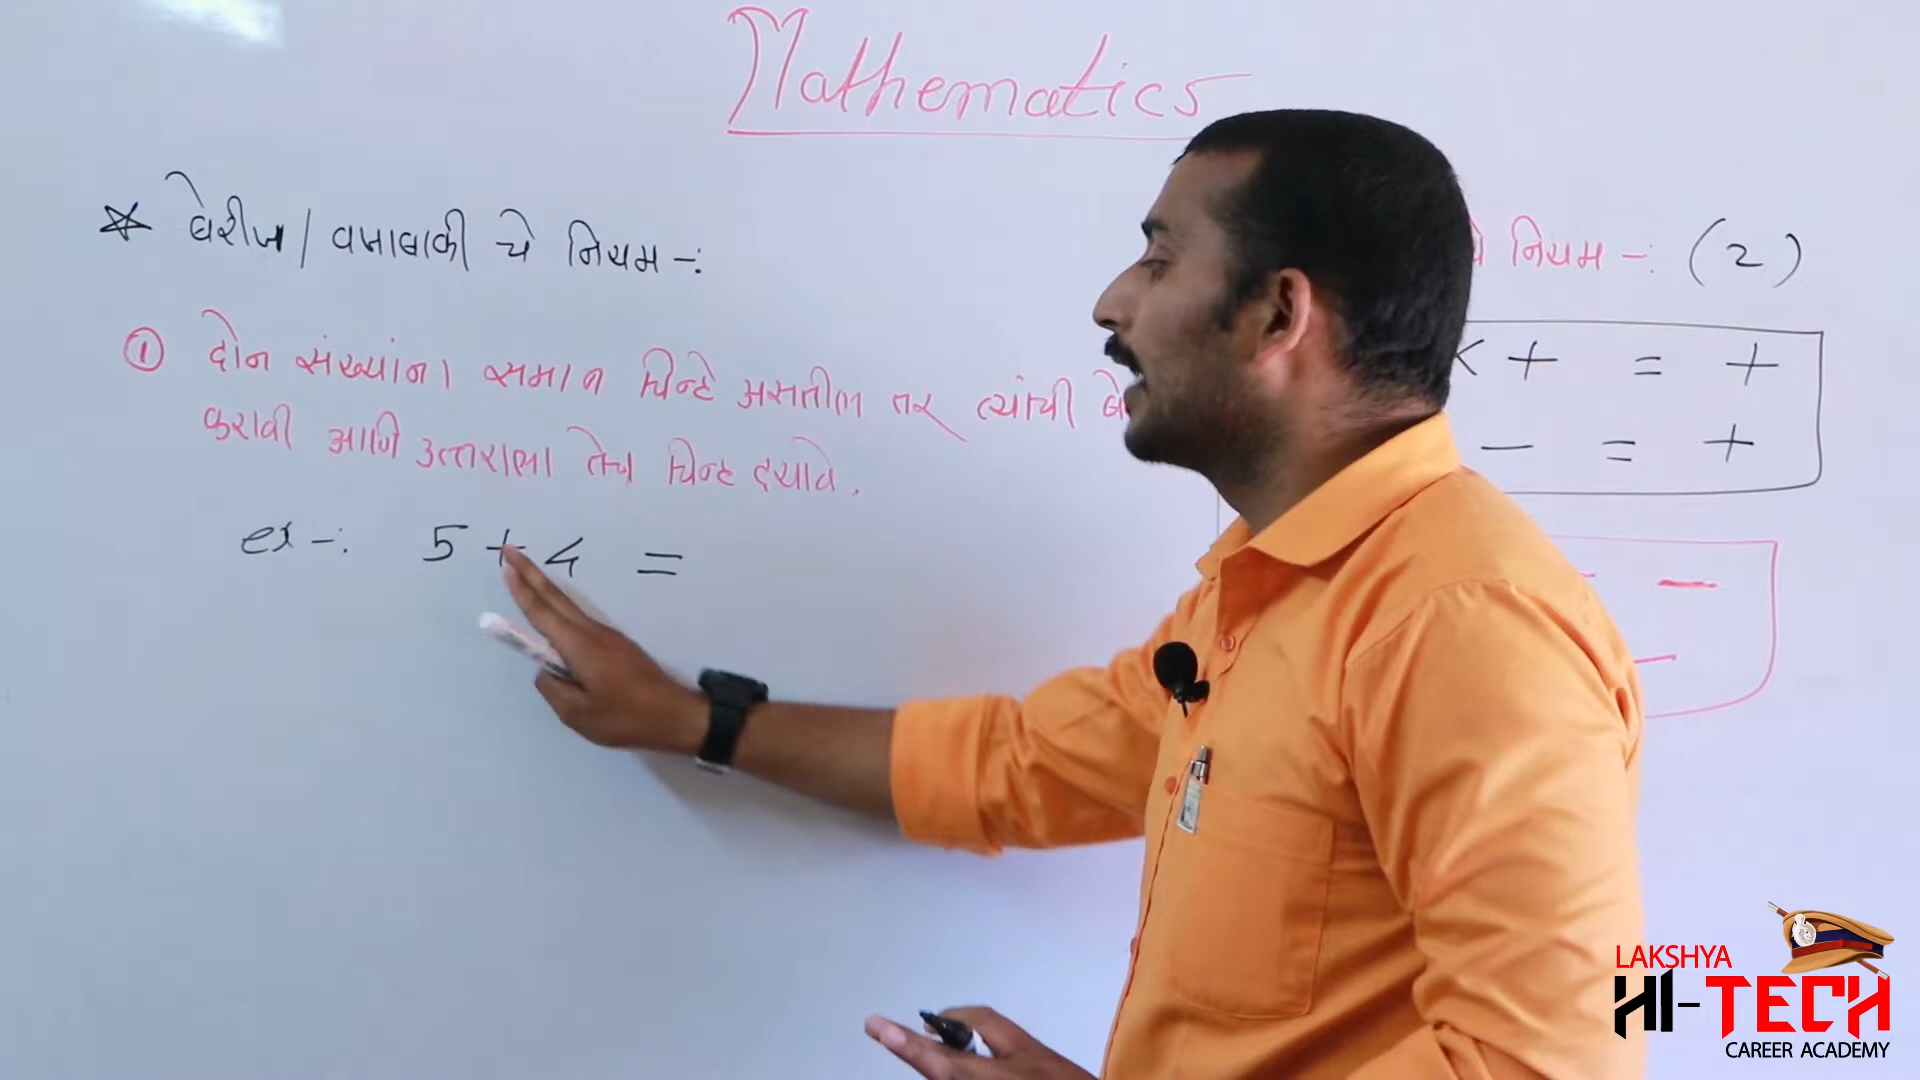 Mathematics
* बेरीज / वजाबाकी चे नियम -:
① दोन संख्यांना समान चिन्हे असतील तर त्यांची
करावी आणि उत्तराला तेच चिन्ह दयावे.
ex -: 5 + 4 =
नियम -: (2)
+ = +
- = +
-
-
LAKSHYA
HI-TECH
CAREER ACADEMY